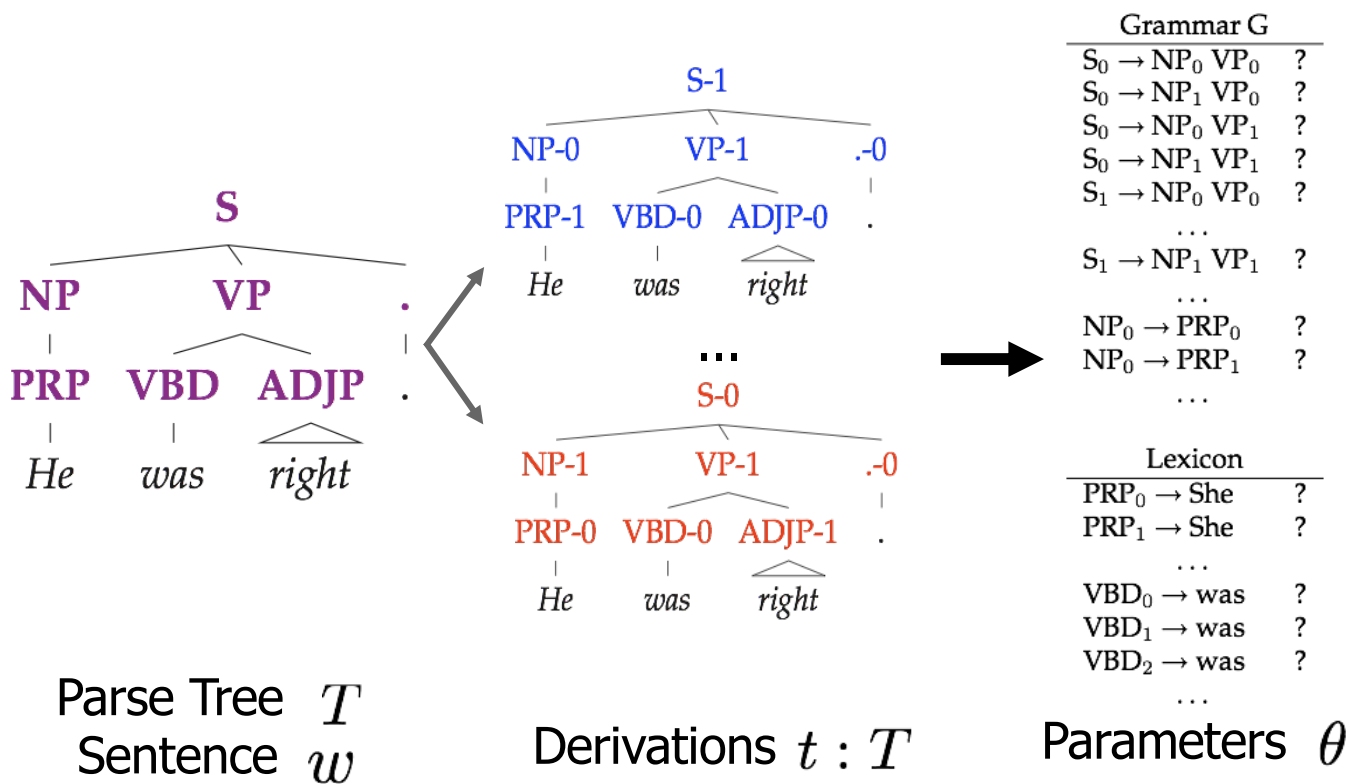 S
NP VP .
PRP VBD ADJP .
He was right
Parse Tree T
Sentence w
S-1
NP-0 VP-1 .-0
PRP-1 VBD-0 ADJP-0 .
He was right
...
S-0
NP-1 VP-1 .-0
PRP-0 VBD-0 ADJP-1 .
He was right
Derivations t : T
Grammar G
S₀ → NP₀ VP₀ ?
S₀ → NP₁ VP₀ ?
S₀ → NP₀ VP₁ ?
S₀ → NP₁ VP₁ ?
S₁ → NP₀ VP₀ ?
...
S₁ → NP₁ VP₁ ?
...
NP₀ → PRP₀ ?
NP₀ → PRP₁ ?
...
Lexicon
PRP₀ → She ?
PRP₁ → She ?
...
VBD₀ → was ?
VBD₁ → was ?
VBD₂ → was ?
...
Parameters θ